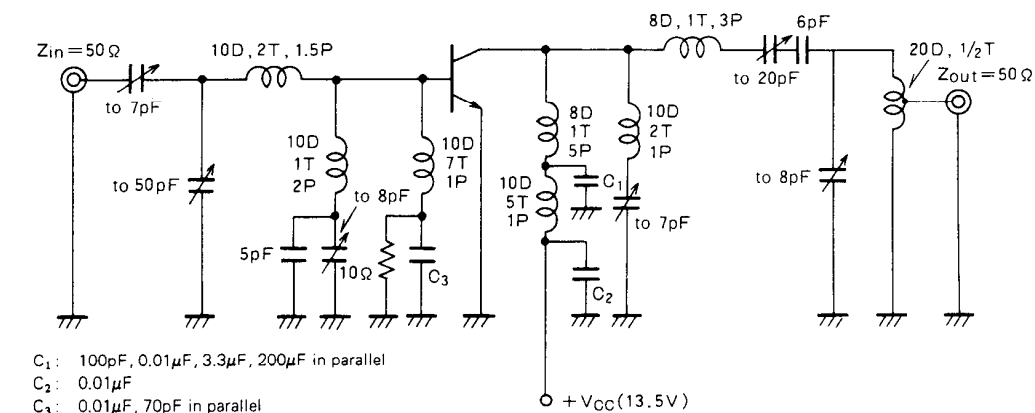 Zin=50Ω
10D, 2T, 1.5P
8D, 1T, 3P
6pF
20D, 1/2T
Zout=50Ω
to 7pF
to 20pF
to 50pF
10D
1T
2P
10D
7T
1P
8D
1T
5P
10D
2T
1P
C1
10D
5T
1P
to 8pF
to 7pF
to 8pF
5pF
10Ω
C3
C2
C1: 100pF, 0.01μF, 3.3μF, 200μF in parallel
C2: 0.01μF
C3: 0.01μF, 70pF in parallel
+VCC(13.5V)